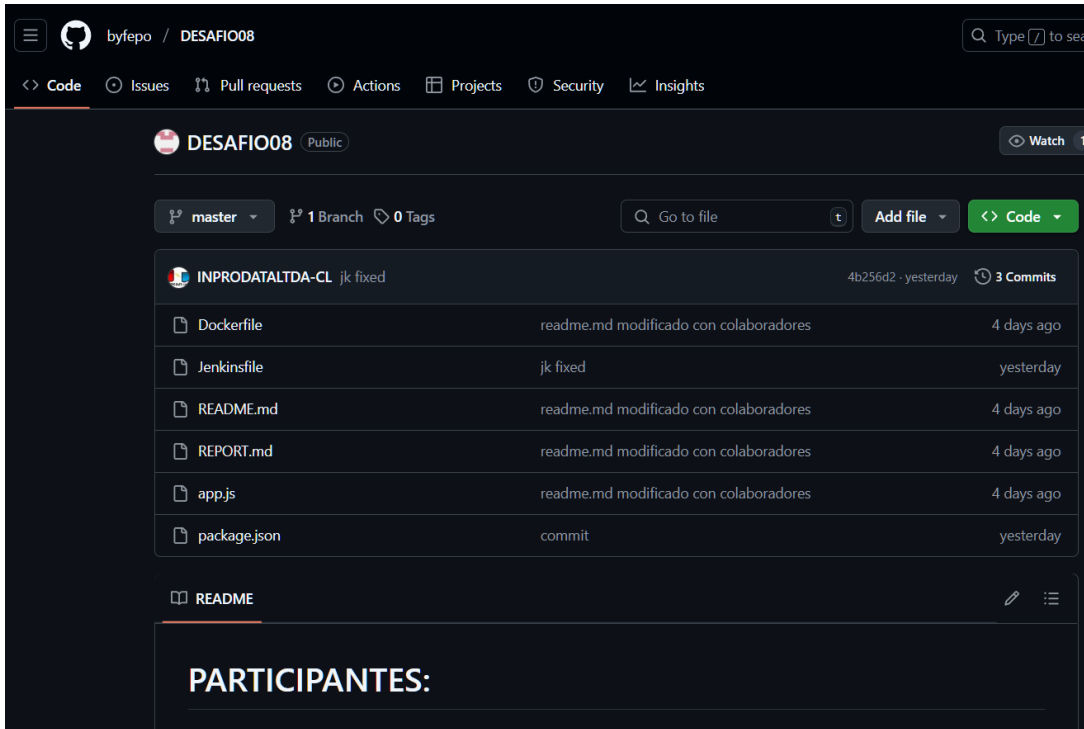 byfepo / DESAFIO08
Type / to sea
Code Issues Pull requests Actions Projects Security Insights
DESAFIO08 Public
Watch 1
master 1 Branch 0 Tags
Go to file t
Add file
Code
INPRODATALTDA-CL jk fixed 4b256d2 · yesterday 3 Commits
Dockerfile readme.md modificado con colaboradores 4 days ago
Jenkinsfile jk fixed yesterday
README.md readme.md modificado con colaboradores 4 days ago
REPORT.md readme.md modificado con colaboradores 4 days ago
app.js readme.md modificado con colaboradores 4 days ago
package.json commit yesterday
README
PARTICIPANTES: